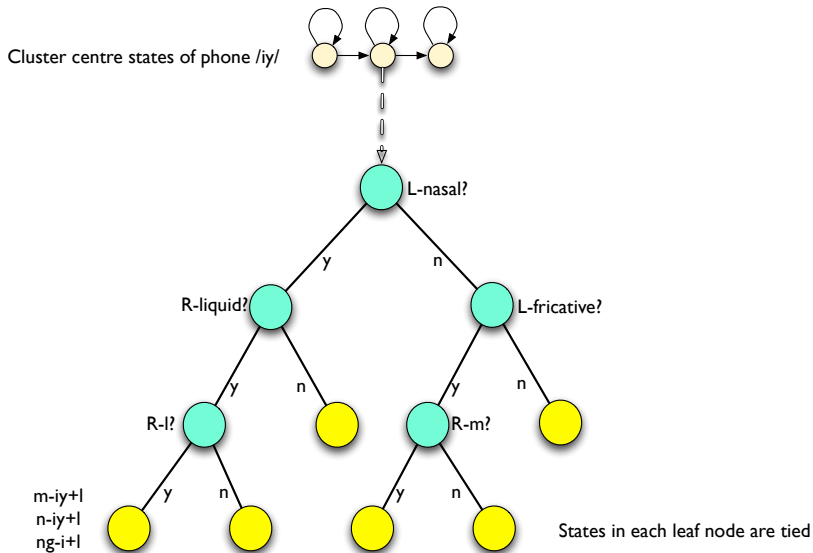 Cluster centre states of phone /iy/
L-nasal?
y
n
R-liquid?
L-fricative?
y
n
y
n
R-l?
R-m?
y
n
y
n
m-iy+l
n-iy+l
ng-i+l
States in each leaf node are tied